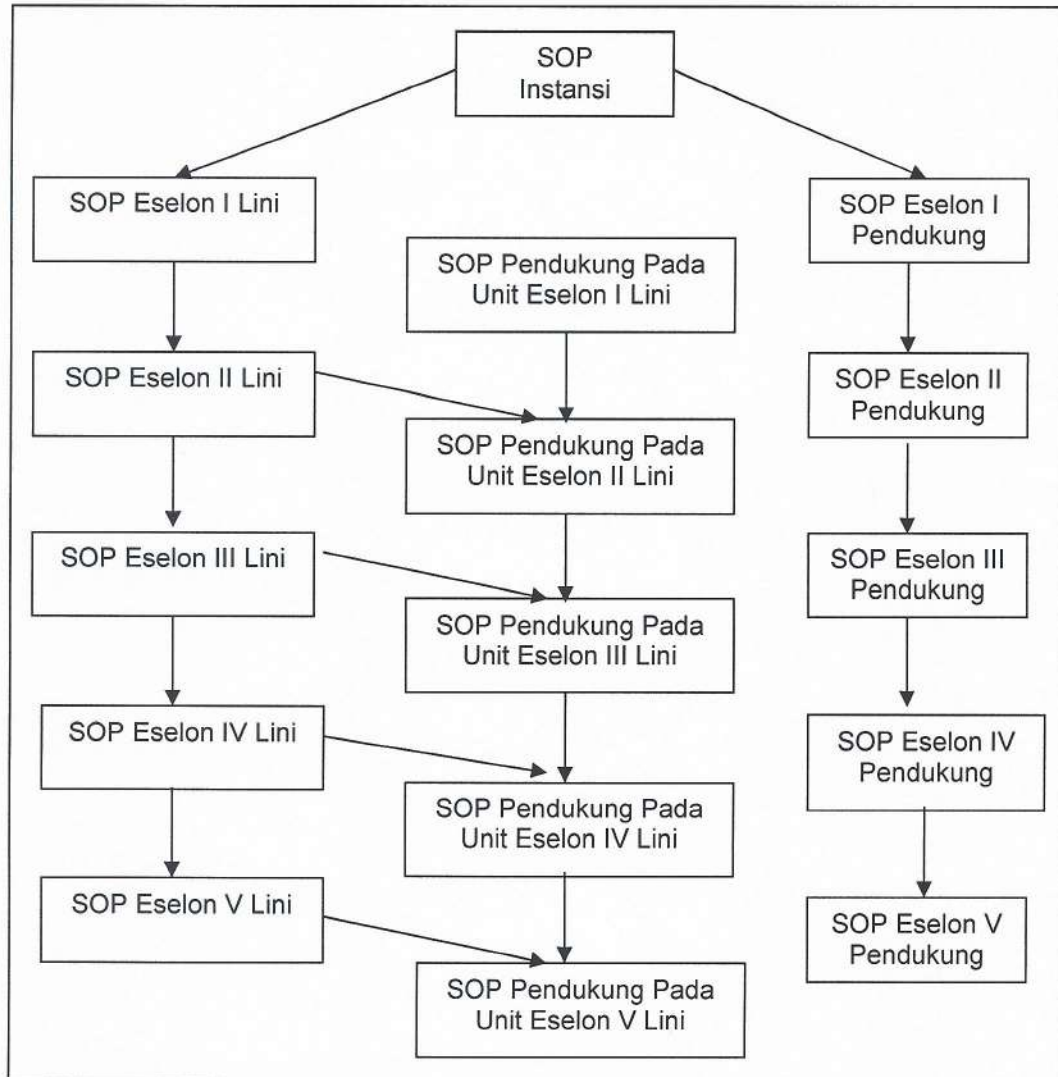 SOP
Instansi
SOP Eselon I Lini
SOP Eselon I
Pendukung
SOP Pendukung Pada
Unit Eselon I Lini
SOP Eselon II Lini
SOP Eselon II
Pendukung
SOP Pendukung Pada
Unit Eselon II Lini
SOP Eselon III Lini
SOP Eselon III
Pendukung
SOP Pendukung Pada
Unit Eselon III Lini
SOP Eselon IV Lini
SOP Eselon IV
Pendukung
SOP Pendukung Pada
Unit Eselon IV Lini
SOP Eselon V Lini
SOP Eselon V
Pendukung
SOP Pendukung Pada
Unit Eselon V Lini